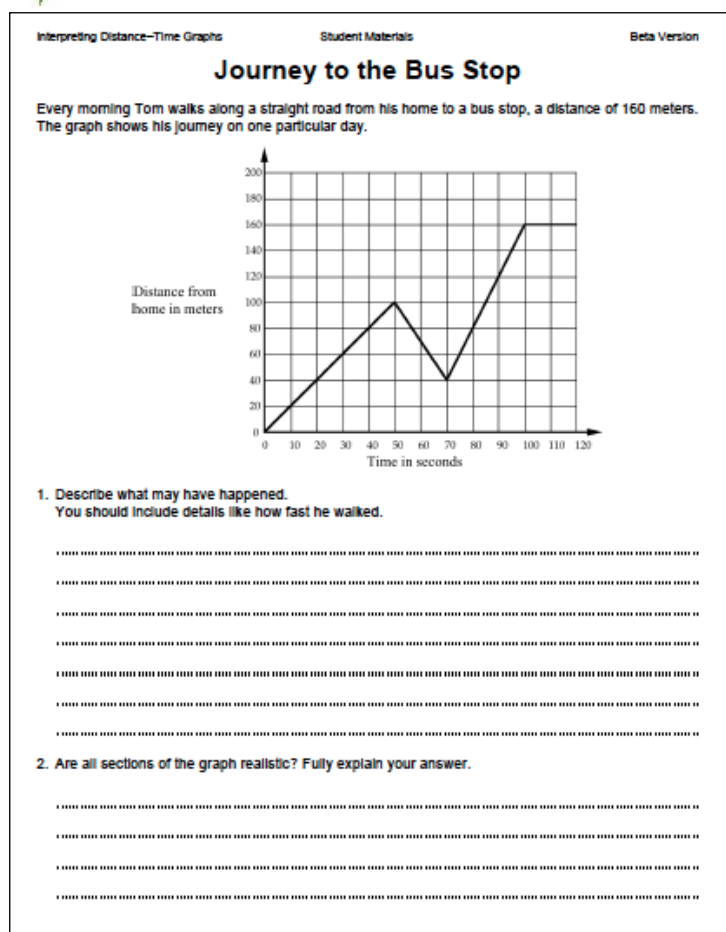 Interpreting Distance–Time Graphs Student Materials Beta Version
Journey to the Bus Stop
Every morning Tom walks along a straight road from his home to a bus stop, a distance of 160 meters.
The graph shows his journey on one particular day.
200
180
160
140
120
Distance from
home in meters
100
80
60
40
20
0
0 10 20 30 40 50 60 70 80 90 100 110 120
Time in seconds
1. Describe what may have happened.
You should include details like how fast he walked.
2. Are all sections of the graph realistic? Fully explain your answer.